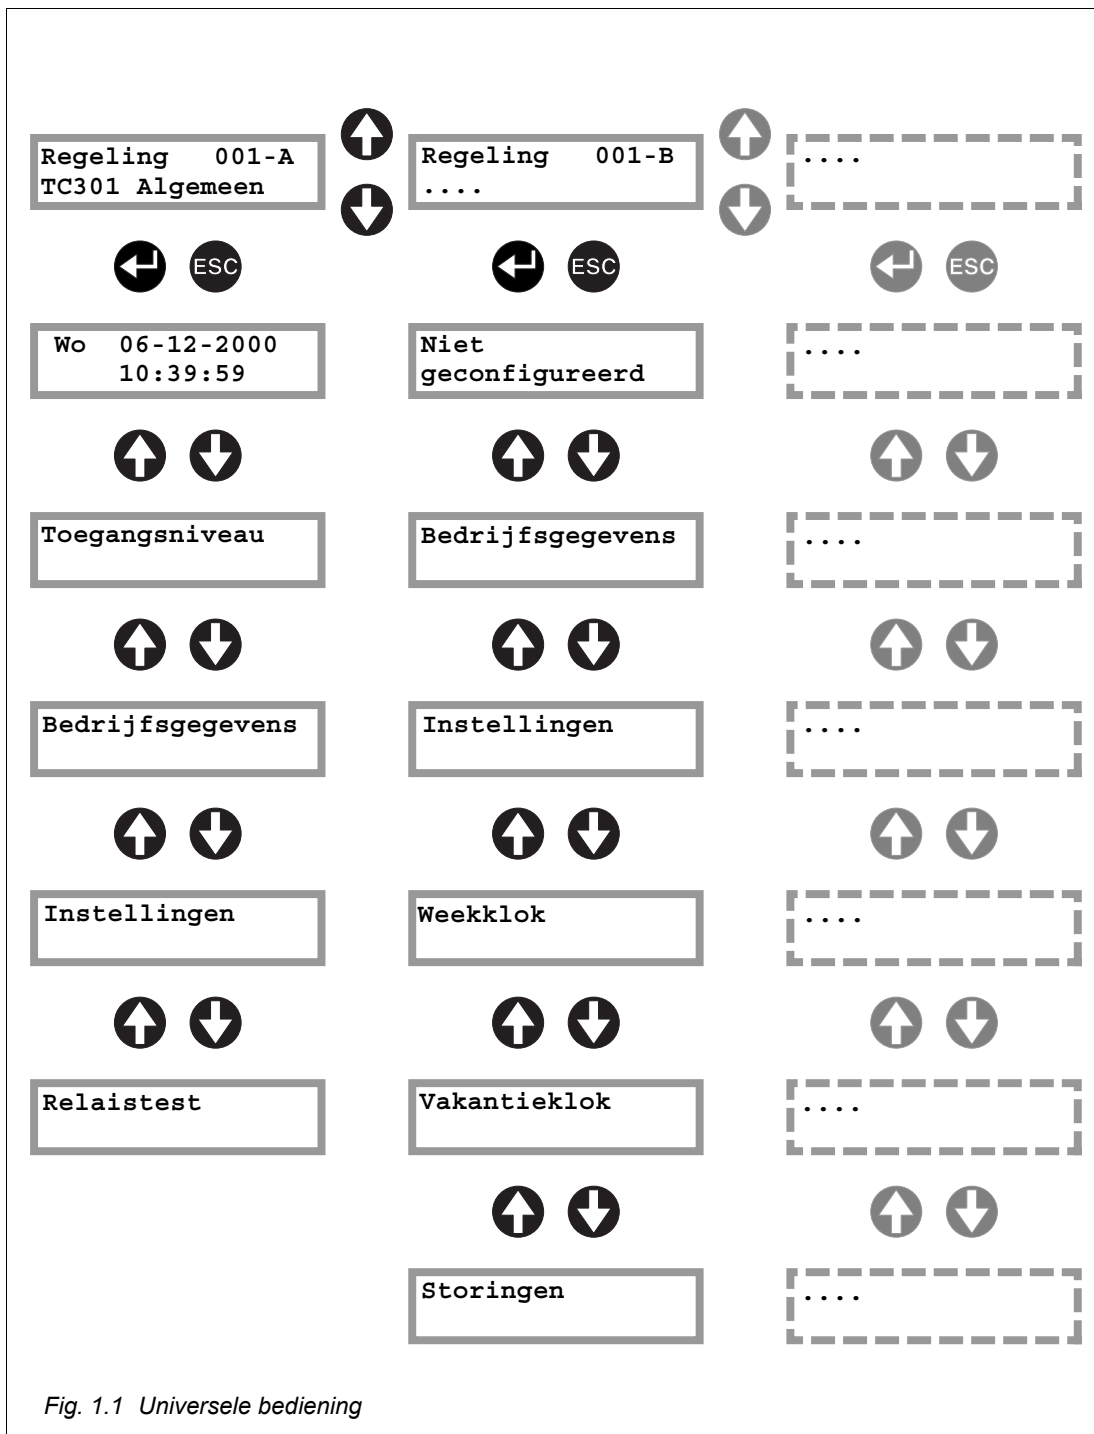 Regeling 001-A
TC301 Algemeen
Regeling 001-B
....
....
ESC
ESC
ESC
Wo 06-12-2000
10:39:59
Niet
geconfigureerd
....
Toegangsniveau
Bedrijfsgegevens
....
Bedrijfsgegevens
Instellingen
....
Instellingen
Weekklok
....
Relaistest
Vakantieklok
....
Storingen
....
Fig. 1.1 Universele bediening